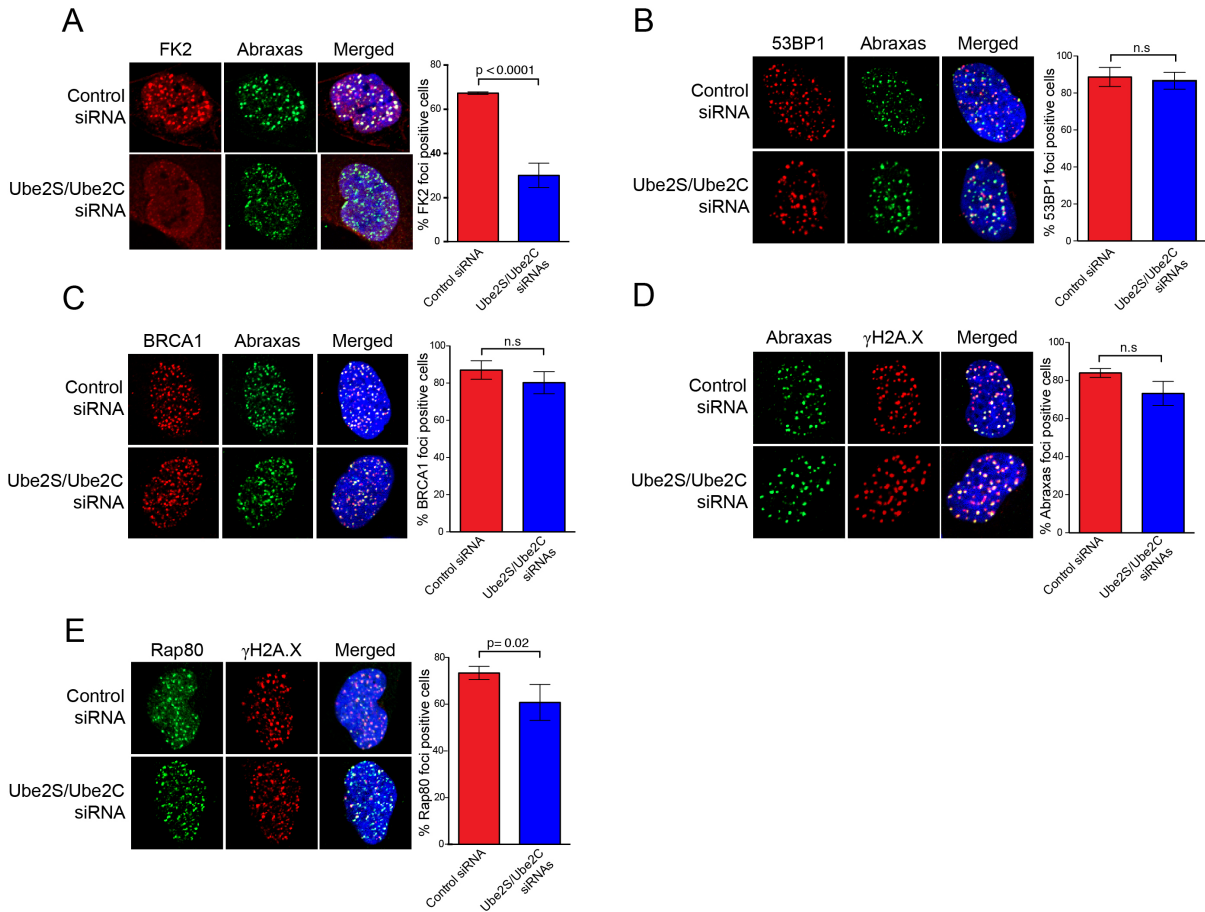 A
FK2 Abraxas Merged
Control
siRNA
Ube2S/Ube2C
siRNA
% FK2 foci positive cells
80
60
40
20
0
p < 0.0001
Control siRNA
Ube2S/Ube2C
siRNAs
B
53BP1 Abraxas Merged
Control
siRNA
Ube2S/Ube2C
siRNA
% 53BP1 foci positive cells
100
80
60
40
20
0
n.s
Control siRNA
Ube2S/Ube2C
siRNAs
C
BRCA1 Abraxas Merged
Control
siRNA
Ube2S/Ube2C
siRNA
% BRCA1 foci positive cells
100
80
60
40
20
0
n.s
Control siRNA
Ube2S/Ube2C
siRNAs
D
Abraxas γH2A.X Merged
Control
siRNA
Ube2S/Ube2C
siRNA
% Abraxas foci positive cells
100
80
60
40
20
0
n.s
Control siRNA
Ube2S/Ube2C
siRNAs
E
Rap80 γH2A.X Merged
Control
siRNA
Ube2S/Ube2C
siRNA
% Rap80 foci positive cells
80
60
40
20
0
p= 0.02
Control siRNA
Ube2S/Ube2C
siRNAs